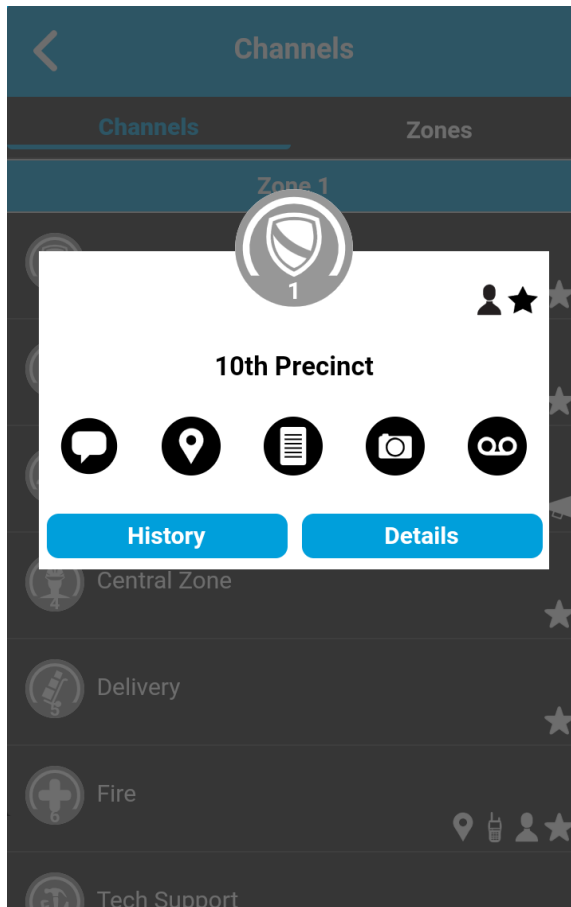 Channels
Channels
Zones
Zone 1
1
10th Precinct
History
Details
Central Zone
4
Delivery
5
Fire
6
Tech Support